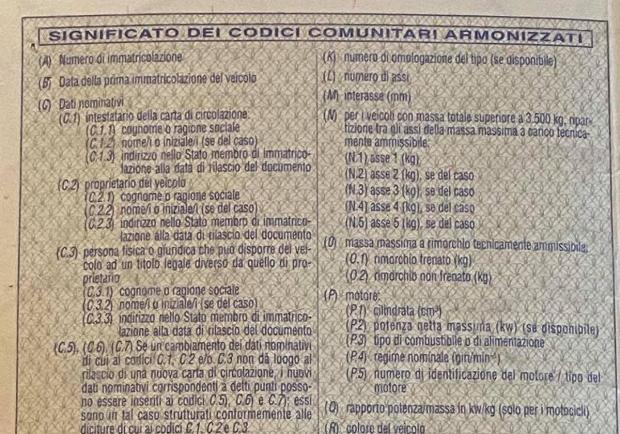 SIGNIFICATO DEI CODICI COMUNITARI ARMONIZZATI
(A) Numero di immatricolazione
(B) Data della prima immatricolazione del veicolo
(C) Dati nominativi
(C.1) intestatario della carta di circolazione:
(C.1.1) cognome o ragione sociale
(C.1.2) nome/i o iniziale/i (se del caso)
(C.1.3) indirizzo nello Stato membro di immatrico-
lazione alla data di rilascio del documento
(C.2) proprietario del veicolo
(C.2.1) cognome o ragione sociale
(C.2.2) nome/i o iniziale/i (se del caso)
(C.2.3) indirizzo nello Stato membro di immatrico-
lazione alla data di rilascio del documento
(C.3) persona fisica o giuridica che può disporre del vei-
colo ad un titolo legale diverso da quello di pro-
prietario
(C.3.1) cognome o ragione sociale
(C.3.2) nome/i o iniziale/i (se del caso)
(C.3.3) indirizzo nello Stato membro di immatrico-
lazione alla data di rilascio del documento
(C.5), (C.6), (C.7) Se un cambiamento dei dati nominativi
di cui ai codici C.1, C.2 e/o C.3 non dà luogo al
rilascio di una nuova carta di circolazione, i nuovi
dati nominativi corrispondenti a detti punti posso-
no essere inseriti ai codici C.5), C.6) e C.7); essi
sono in tal caso strutturati conformemente alle
diciture di cui ai codici C.1, C.2 e C.3.
(K) numero di omologazione del tipo (se disponibile)
(L) numero di assi
(M) interasse (mm)
(N) per i veicoli con massa totale superiore a 3.500 kg, ripar-
tizione tra gli assi della massa massima a carico tecnica-
mente ammissibile:
(N.1) asse 1 (kg)
(N.2) asse 2 (kg), se del caso
(N.3) asse 3 (kg), se del caso
(N.4) asse 4 (kg), se del caso
(N.5) asse 5 (kg), se del caso
(O) massa massima a rimorchio tecnicamente ammissibile:
(O.1) rimorchio frenato (kg)
(O.2) rimorchio non frenato (kg)
(P) motore:
(P.1) cilindrata (cm³)
(P.2) potenza netta massima (kw) (se disponibile)
(P.3) tipo di combustibile o di alimentazione
(P.4) regime nominale (giri/min⁻¹)
(P.5) numero di identificazione del motore / tipo del
motore
(Q) rapporto potenza/massa in kw/kg (solo per i motocicli)
(R) colore del veicolo